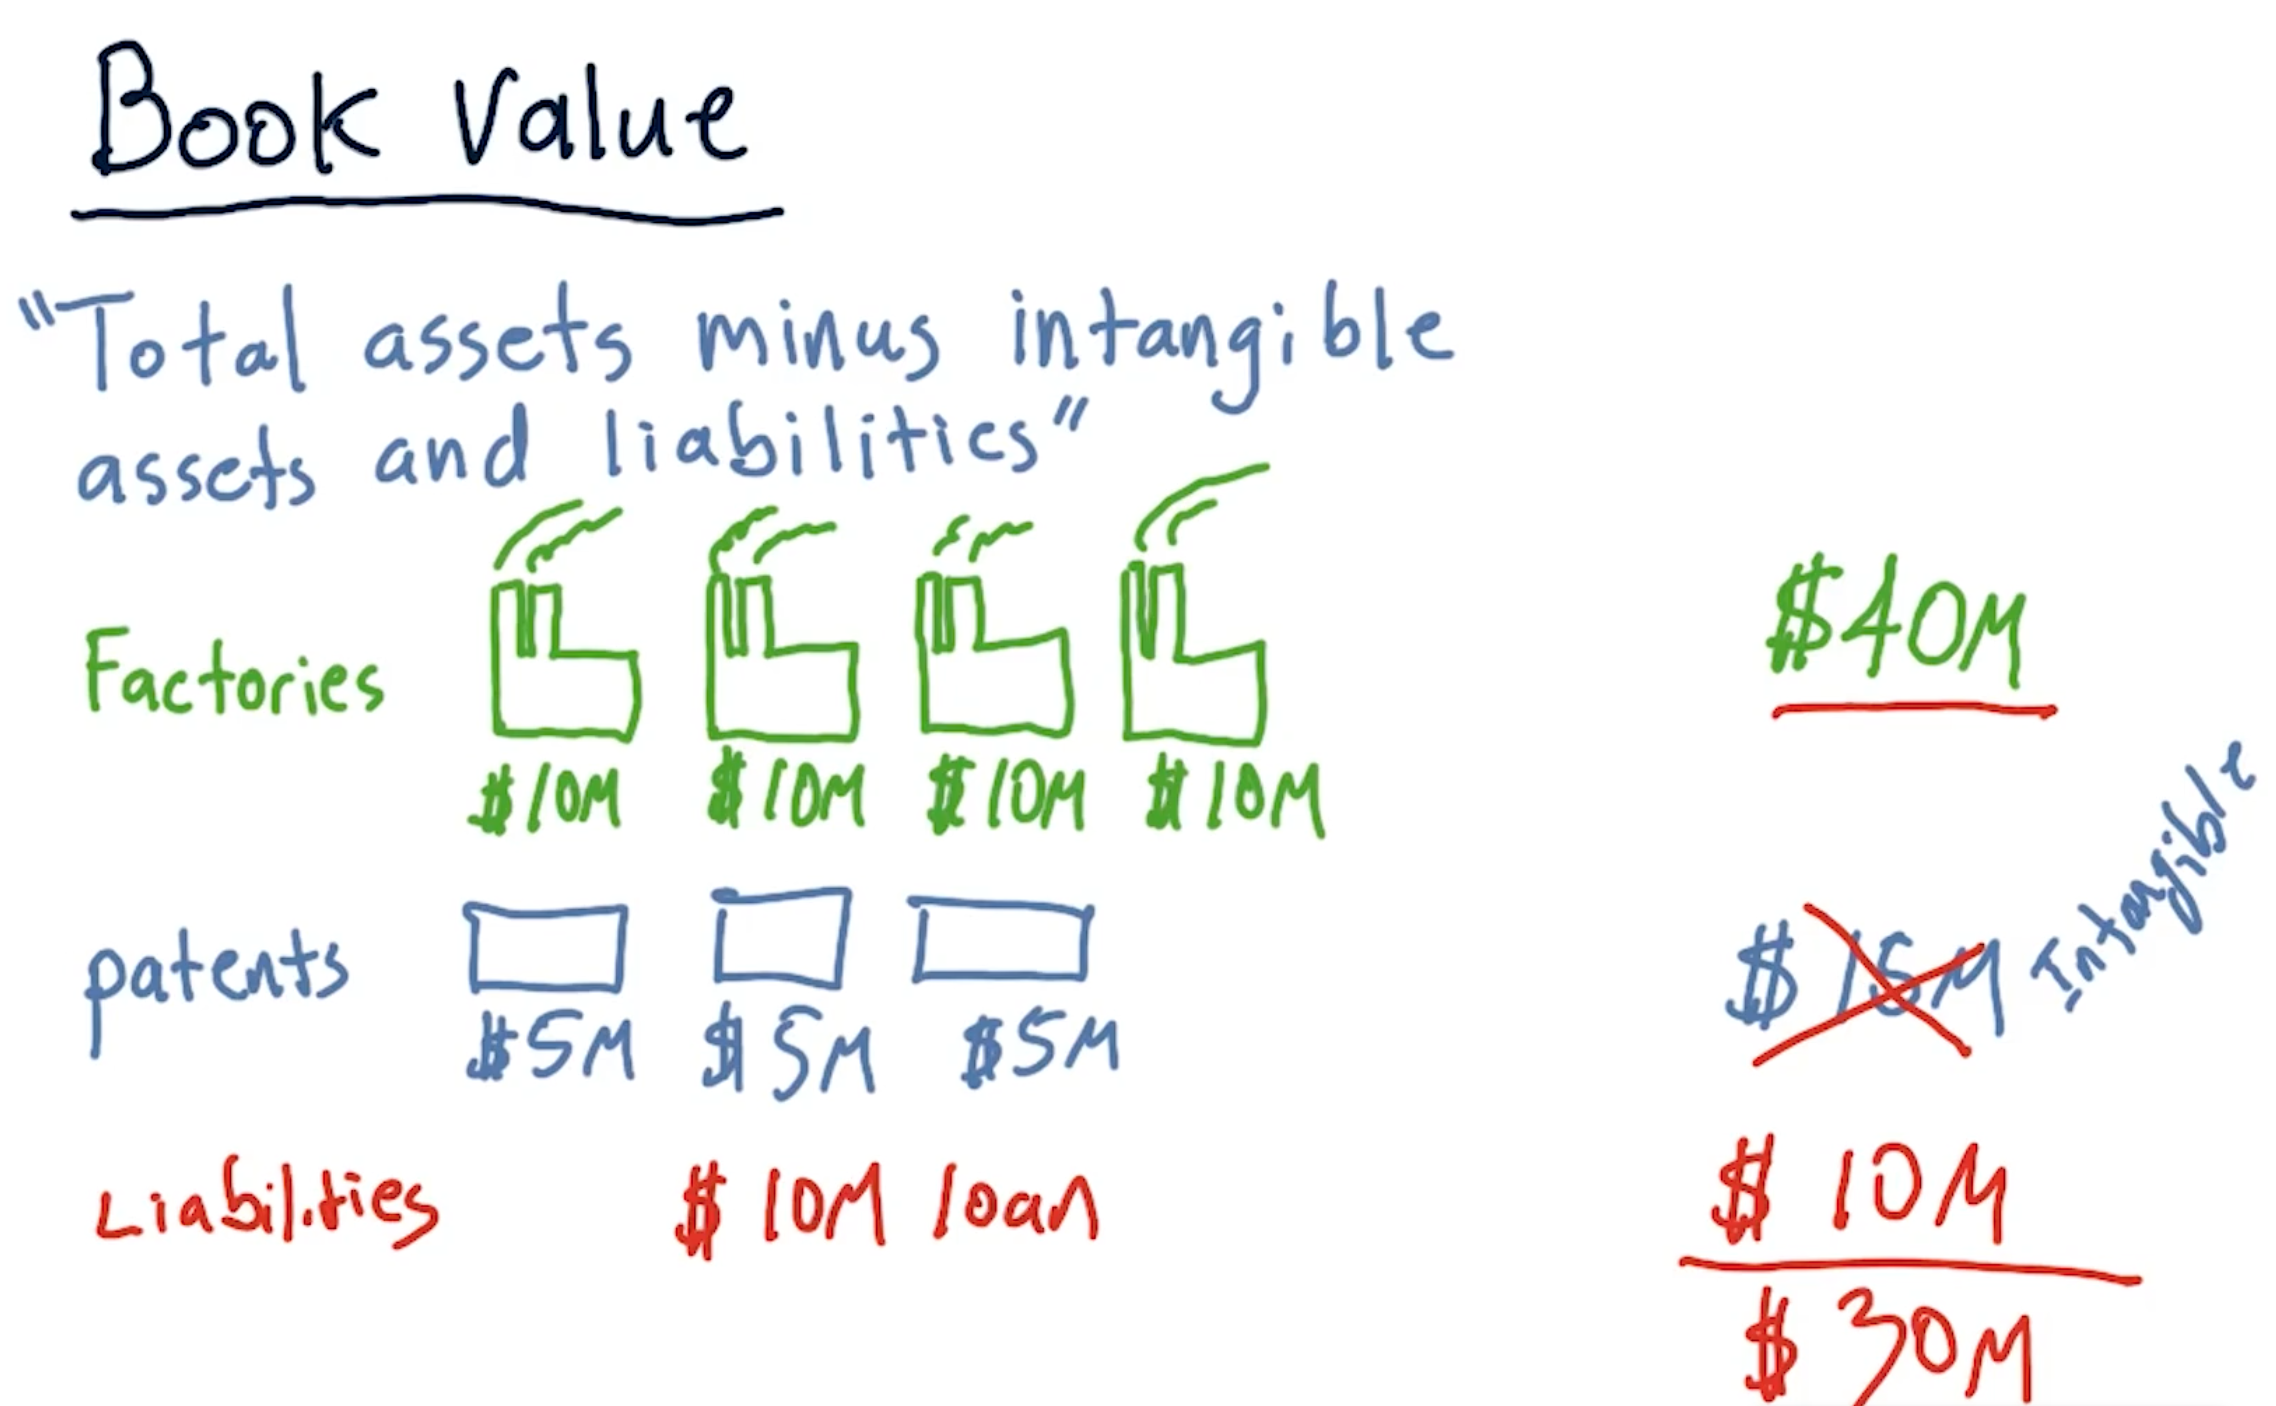 Book Value
"Total assets minus intangible
assets and liabilities"
Factories
$10M $10M $10M $10M
$40M
patents
$5M $5M $5M
$15M Intangible
Liabilities $10M loan $10M
$30M